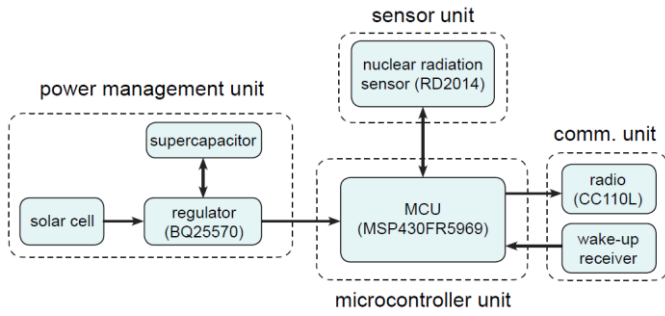 sensor unit
nuclear radiation
sensor (RD2014)
power management unit
supercapacitor
solar cell
regulator
(BQ25570)
MCU
(MSP430FR5969)
microcontroller unit
comm. unit
radio
(CC110L)
wake-up
receiver